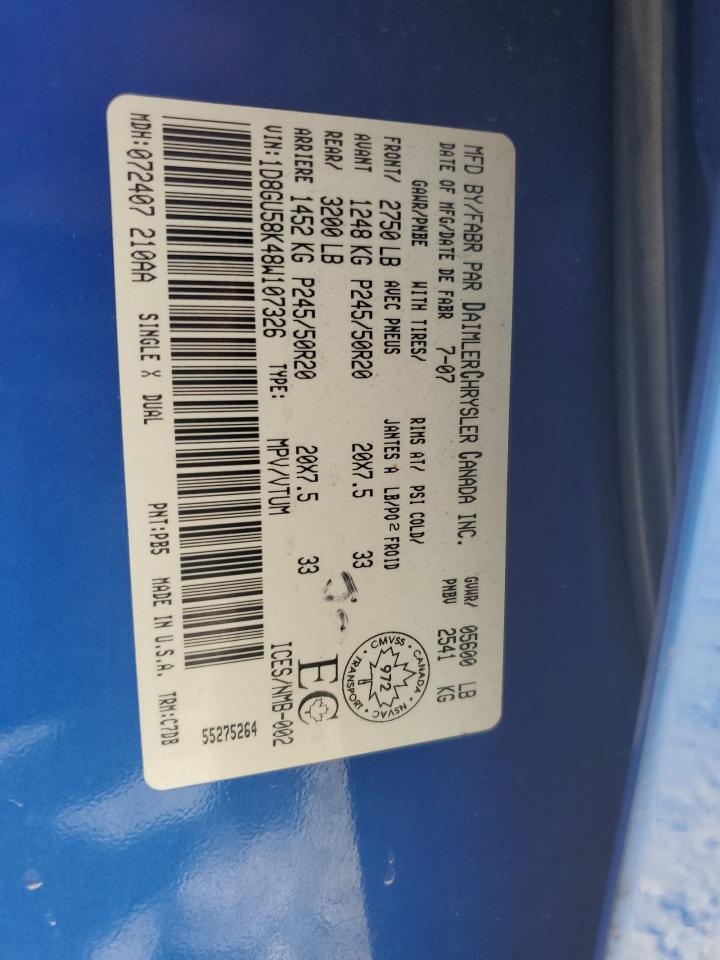 MFD BY/FABR PAR DAIMLERCHRYSLER CANADA INC.
DATE OF MFG/DATE DE FABR 7-07
GVWR/ 05600 LB
PNBV 2541 KG
GAWR/PNBE WITH TIRES/ RIMS AT/ PSI COLD/
FRONT/ 2750 LB AVEC PNEUS JANTES A LB/PO² FROID
AVANT 1248 KG P245/50R20 20X7.5 33
REAR/ 3200 LB
ARRIERE 1452 KG P245/50R20 20X7.5 33
CMVSS · CANADA · NSVAC · TRANSPORT ·
972
EC
VIN:1D8GU58K48W107326 TYPE: MPV/VTUM
ICES/NMB-002
55275264
MDH:072407 210AA SINGLE X DUAL PNT:PB5 MADE IN U.S.A. TRM:C7DB